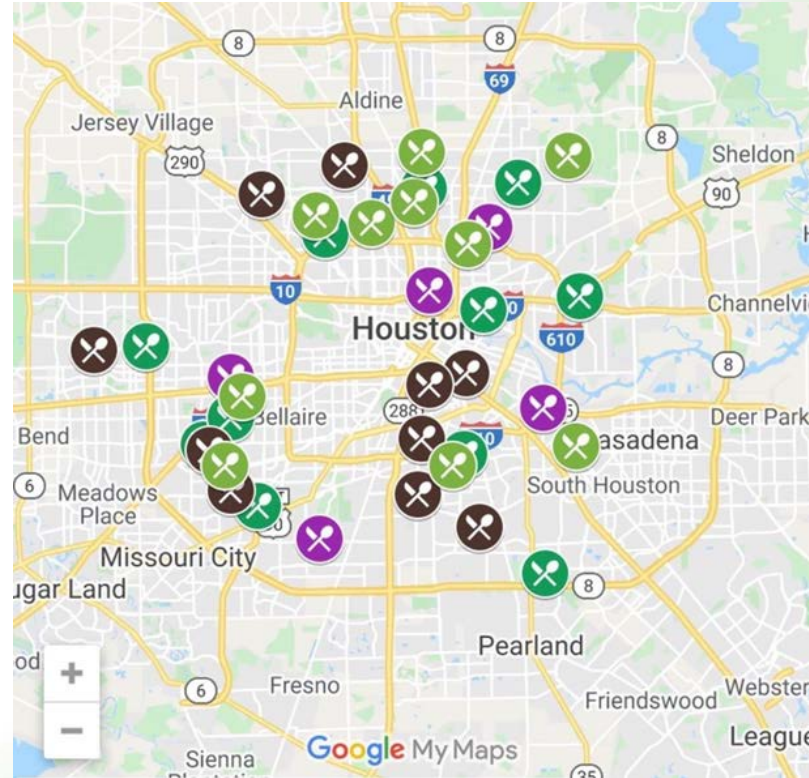 8
8
69
Aldine
Jersey Village
8
290
Sheldon
90
10
Channelvi
Houston
610
8
288
Bellaire
Deer Park
Bend
asadena
6
South Houston
Meadows
Place
Missouri City
ugar Land
8
Pearland
od
+
Fresno
6
Webster
Friendswood
−
League
Google My Maps
Sienna
35